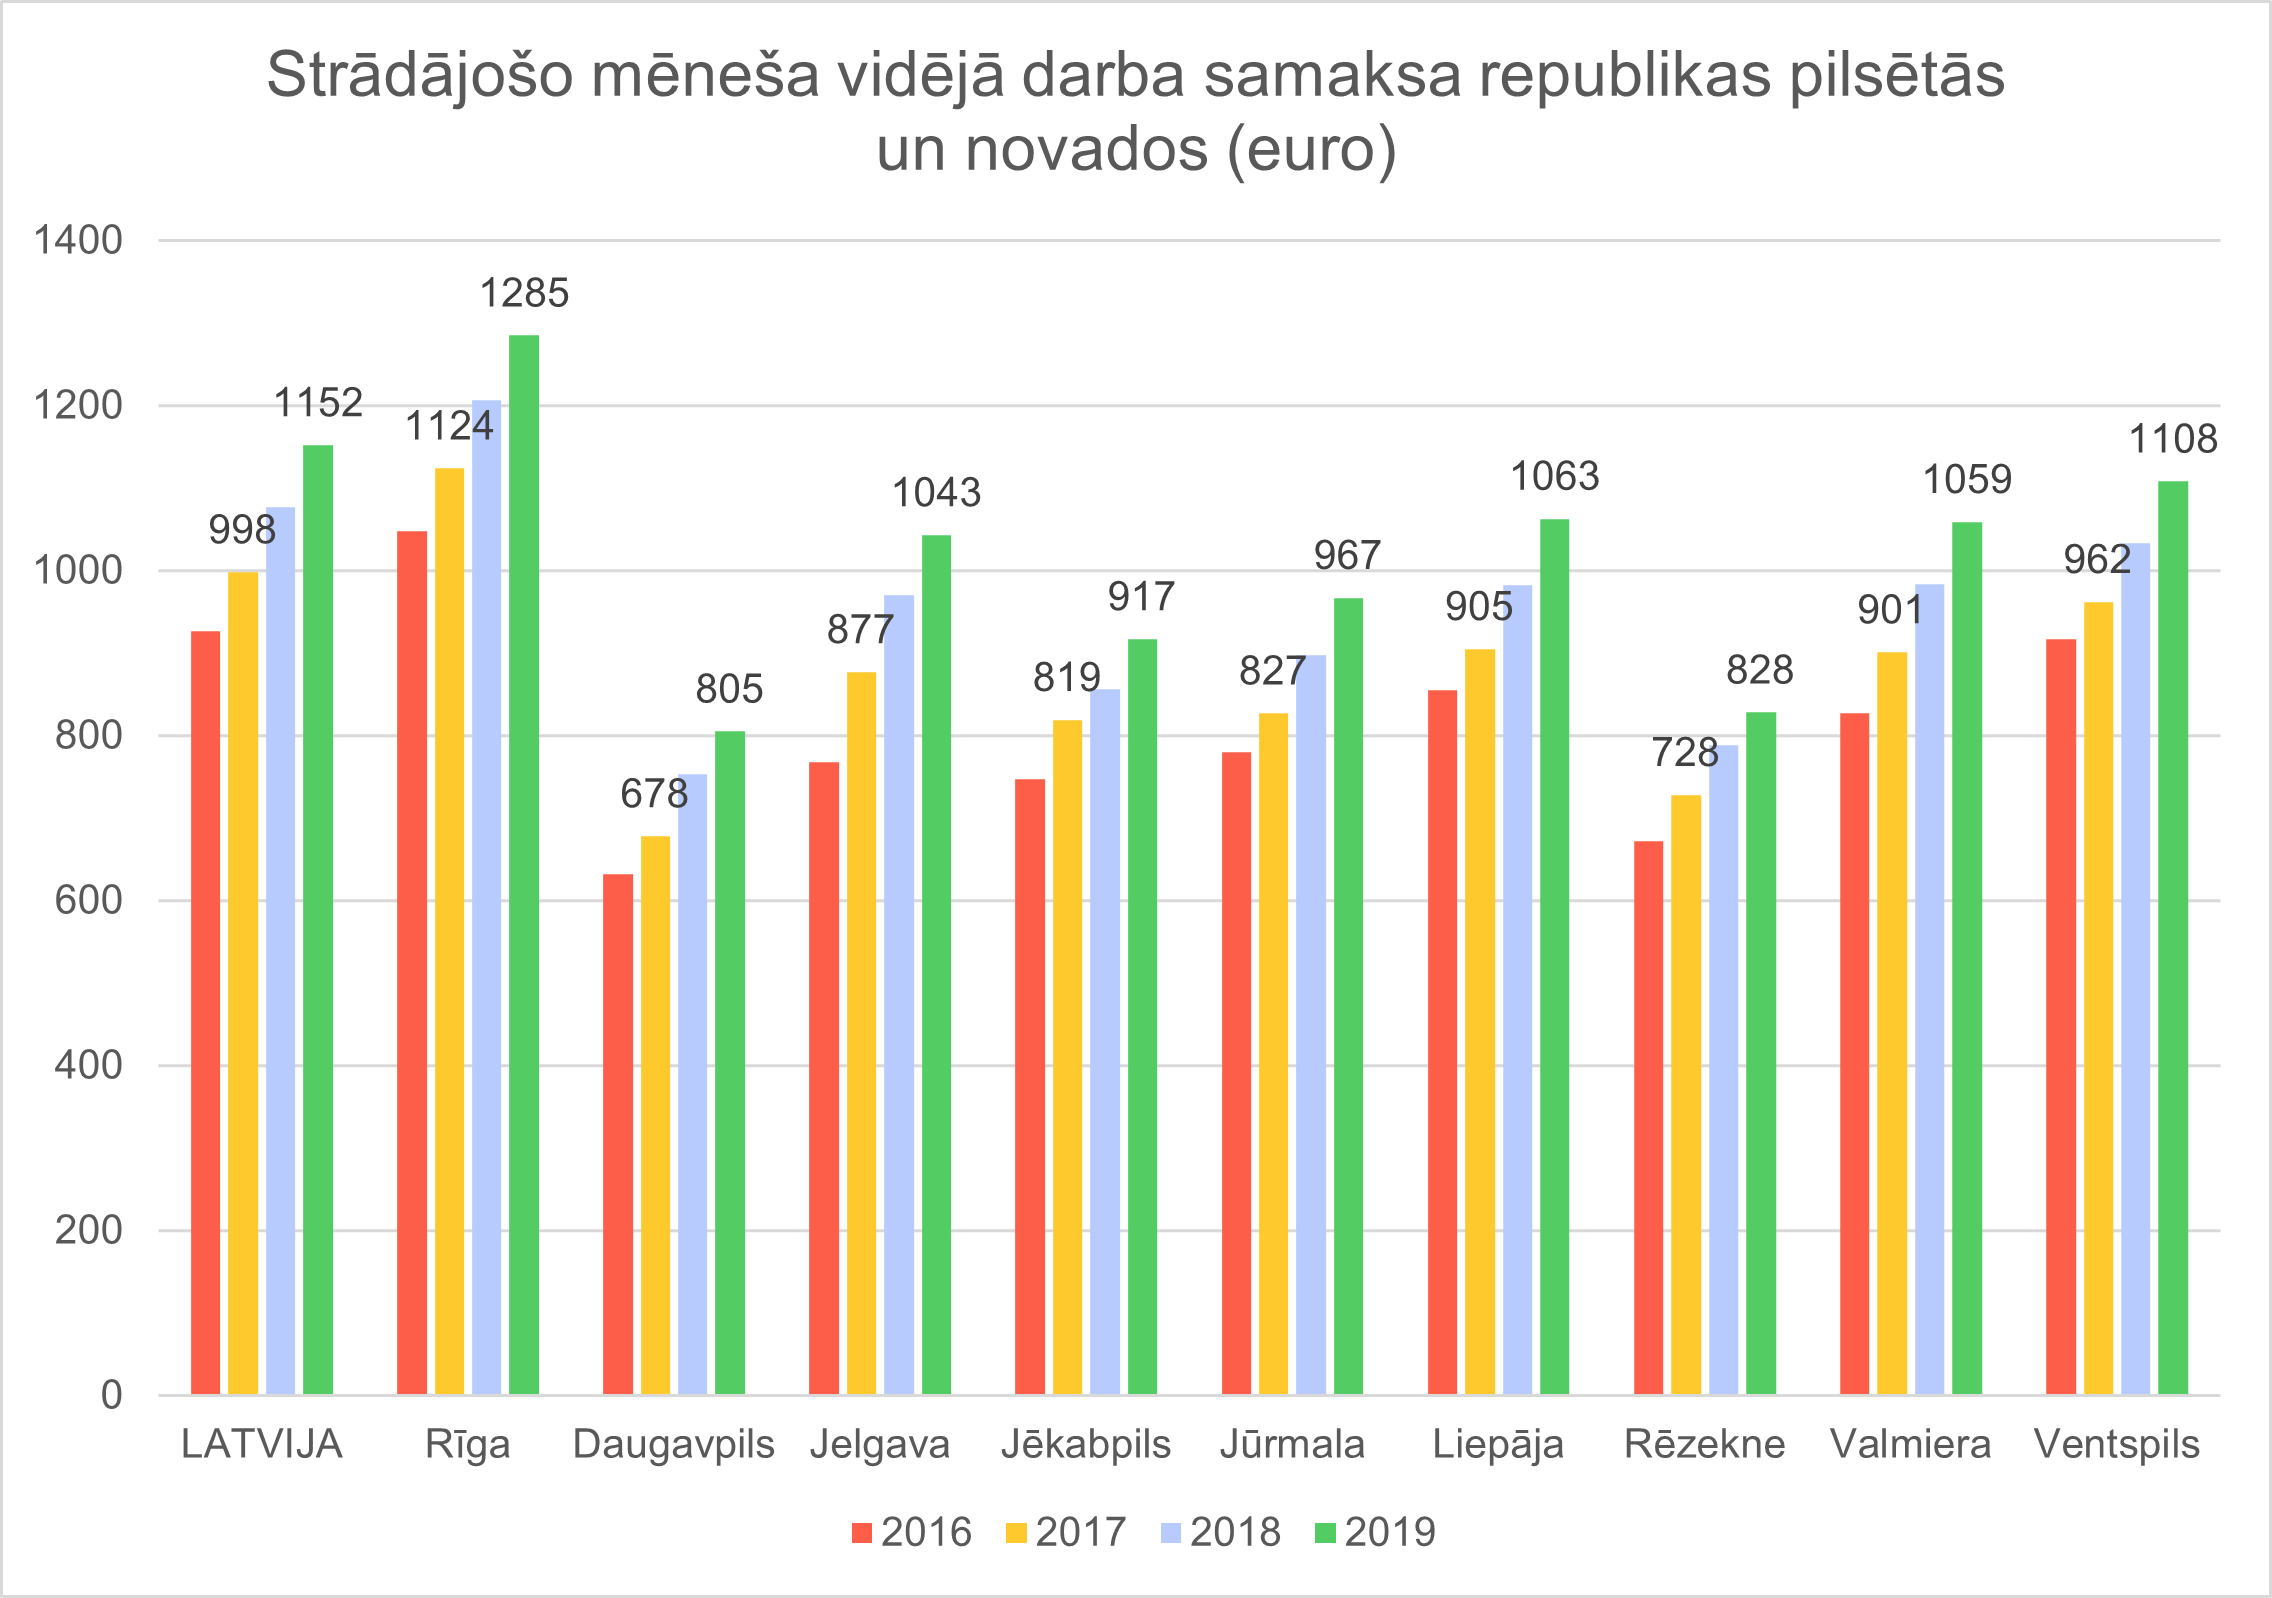 Strādājošo mēneša vidējā darba samaksa republikas pilsētās
un novados (euro)
1400
1200
1000
800
600
400
200
0
998
1152
1124
1285
678
805
877
1043
819
917
827
967
905
1063
728
828
901
1059
962
1108
LATVIJA
Rīga
Daugavpils
Jelgava
Jēkabpils
Jūrmala
Liepāja
Rēzekne
Valmiera
Ventspils
2016
2017
2018
2019